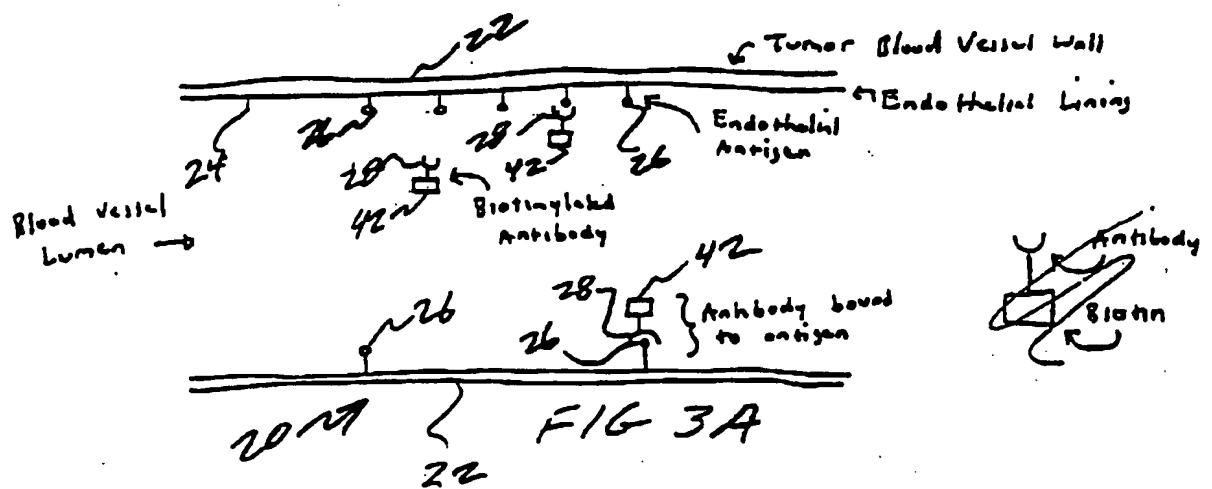 22
Tumor Blood Vessel Wall
Endothelial Lining
24
26
28
42
26
Endothelial
Antigen
28
42
Biotinylated
Antibody
Blood Vessel
Lumen
42
28
26
Antibody bound
to antigen
26
Antibody
Biotin
20
22
FIG 3A